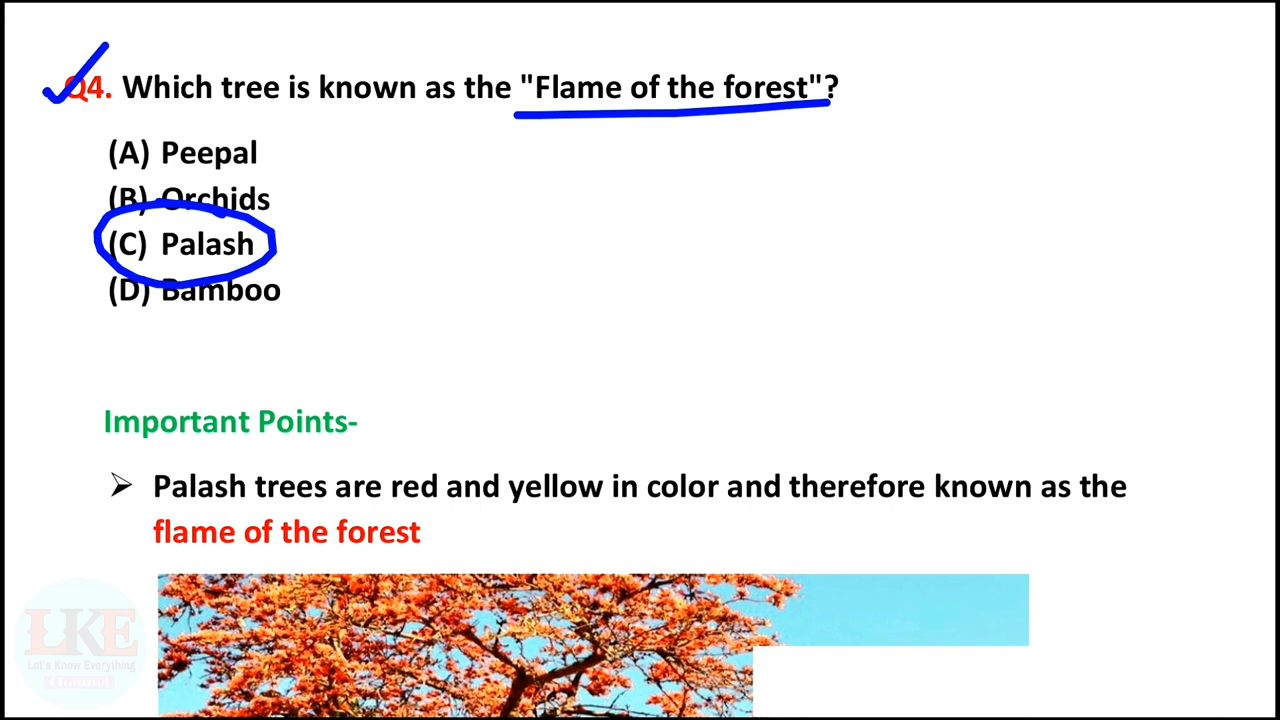 Q4. Which tree is known as the "Flame of the forest"?
(A) Peepal
(B) Orchids
(C) Palash
(D) Bamboo
Important Points-
➢ Palash trees are red and yellow in color and therefore known as the
flame of the forest
LKE
Let's Know Everything
Channel